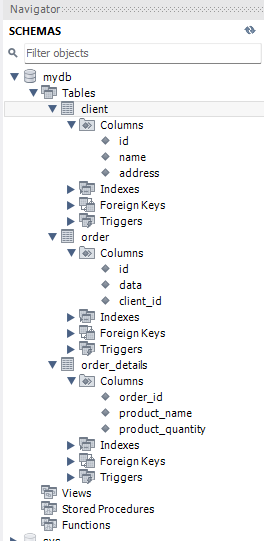 Navigator
SCHEMAS
Filter objects
mydb
Tables
client
Columns
id
name
address
Indexes
Foreign Keys
Triggers
order
Columns
id
data
client_id
Indexes
Foreign Keys
Triggers
order_details
Columns
order_id
product_name
product_quantity
Indexes
Foreign Keys
Triggers
Views
Stored Procedures
Functions